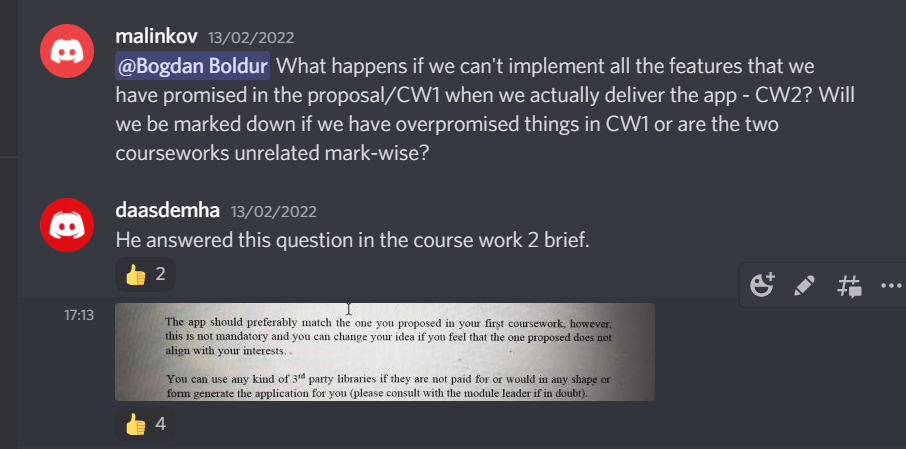 malinkov 13/02/2022
@Bogdan Boldur What happens if we can't implement all the features that we
have promised in the proposal/CW1 when we actually deliver the app - CW2? Will
we be marked down if we have overpromised things in CW1 or are the two
courseworks unrelated mark-wise?
daasdemha 13/02/2022
He answered this question in the course work 2 brief.
👍 2
17:13
The app should preferably match the one you proposed in your first coursework, however,
this is not mandatory and you can change your idea if you feel that the one proposed does not
align with your interests. .
You can use any kind of 3rd party libraries if they are not paid for or would in any shape or
form generate the application for you (please consult with the module leader if in doubt).
👍 4